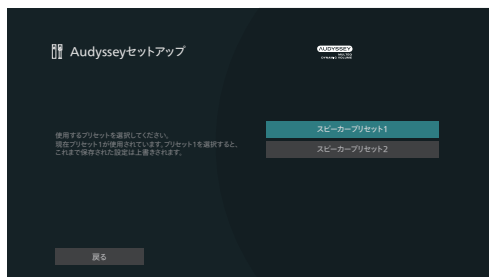 Audysseyセットアップ
AUDYSSEY
MULTEQ
DYNAMIC VOLUME
使用するプリセットを選択してください。
現在プリセット1が使用されています。プリセット1を選択すると、
これまで保存された設定は上書きされます。
スピーカープリセット1
スピーカープリセット2
戻る